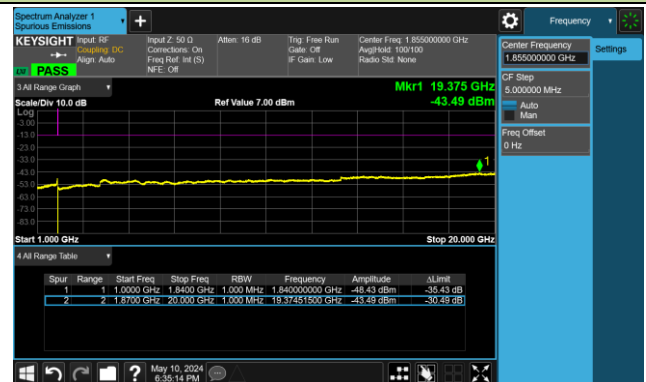 Spectrum Analyzer 1
Spurious Emissions
Frequency
KEYSIGHT
Input: RF
Coupling: DC
Align: Auto
Input Z: 50 Ω
Corrections: On
Freq Ref: Int (S)
NFE: Off
Atten: 16 dB
Trig: Free Run
Gate: Off
IF Gain: Low
Center Freq: 1.855000000 GHz
Avg|Hold: 100/100
Radio Std: None
PASS
Center Frequency
1.855000000 GHz
Settings
CF Step
5.000000 MHz
Auto
Man
Freq Offset
0 Hz
3 All Range Graph
Mkr1 19.375 GHz
Scale/Div 10.0 dB
Ref Value 7.00 dBm
-43.49 dBm
Log
-3.00
-13.0
-23.0
-33.0
-43.0
-53.0
-63.0
-73.0
-83.0
1
Start 1.000 GHz
Stop 20.000 GHz
4 All Range Table
Spur Range Start Freq Stop Freq RBW Frequency Amplitude ΔLimit
1 1 1.0000 GHz 1.8400 GHz 1.000 MHz 1.840000000 GHz -48.43 dBm -35.43 dB
2 2 1.8700 GHz 20.000 GHz 1.000 MHz 19.37451500 GHz -43.49 dBm -30.49 dB
?
May 10, 2024
6:35:14 PM